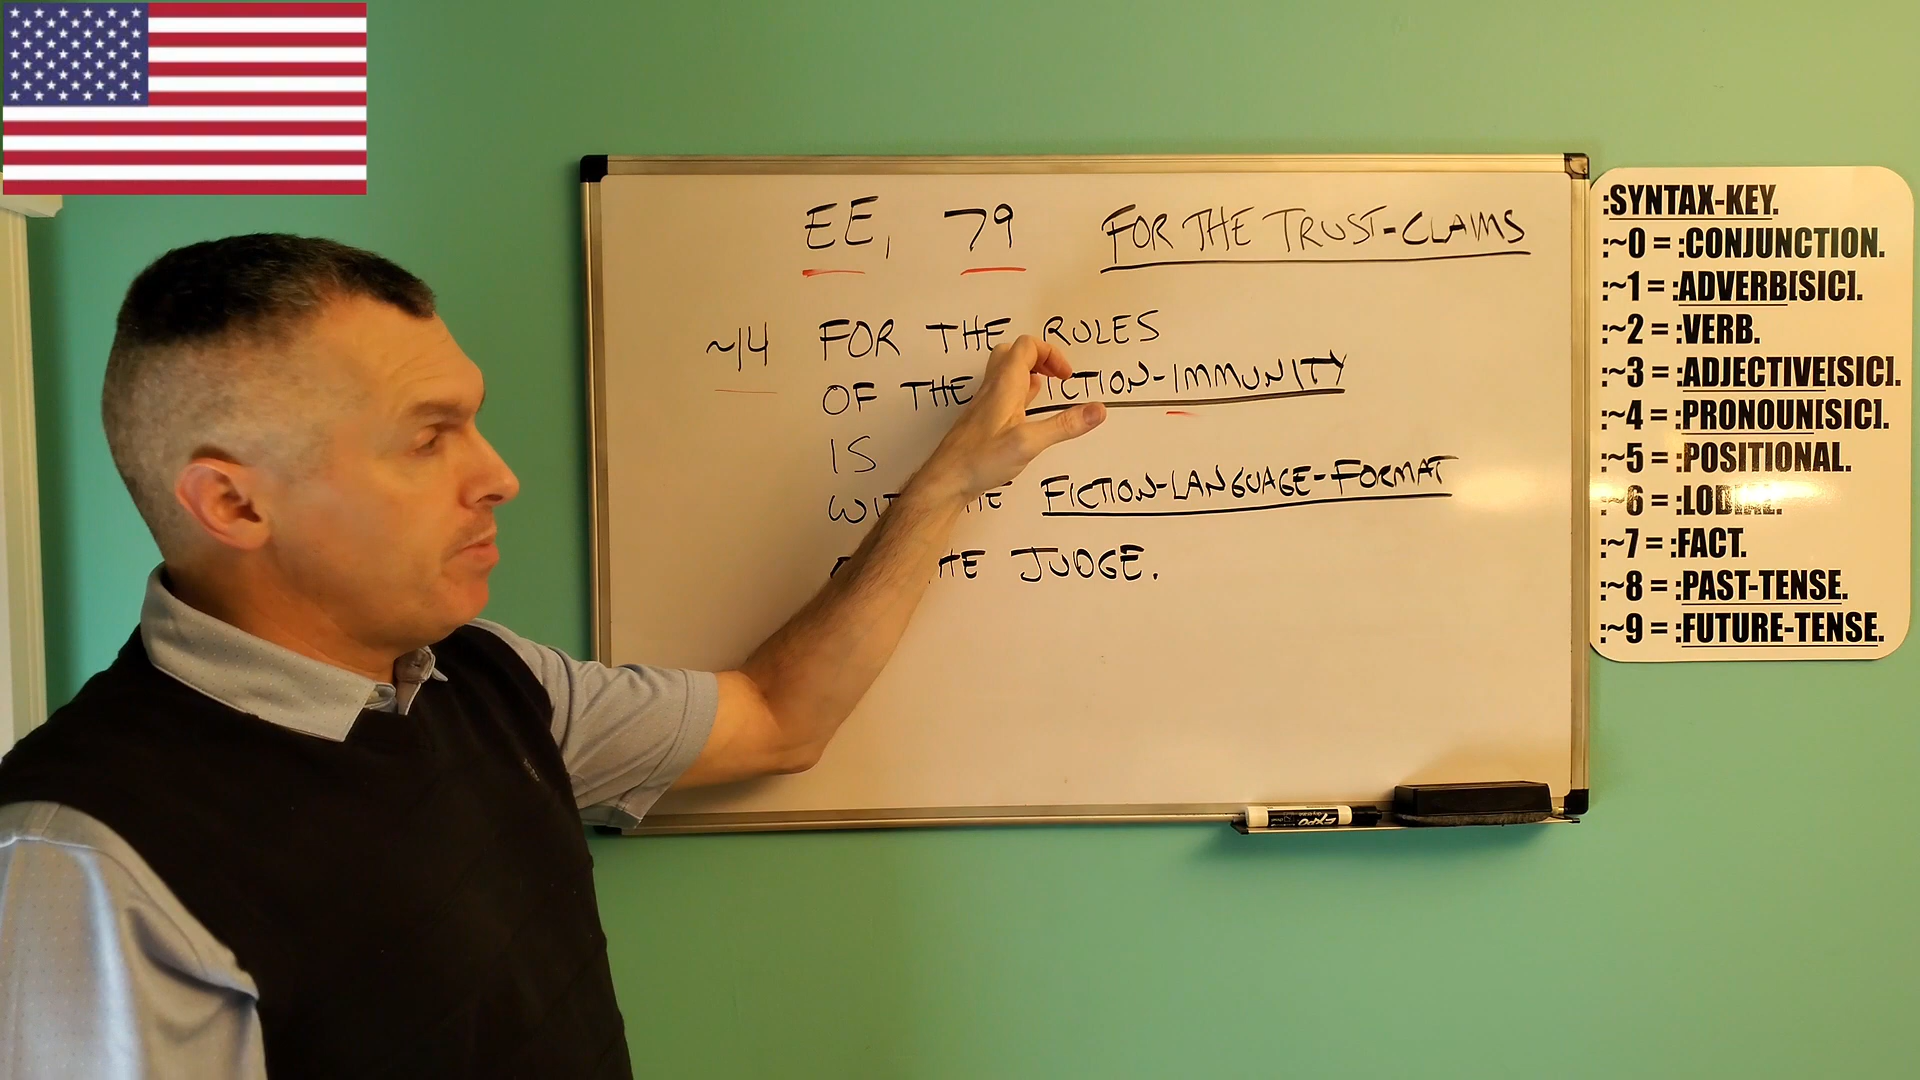 EE, 79 FOR THE TRUST-CLAIMS
~14 FOR THE RULES
OF THE FICTION-IMMUNITY
IS
THE FICTION-LANGUAGE-FORMAT
THE JUDGE.
:SYNTAX-KEY.
:~0 = :CONJUNCTION.
:~1 = :ADVERB[SIC].
:~2 = :VERB.
:~3 = :ADJECTIVE[SIC].
:~4 = :PRONOUN[SIC].
:~5 = :POSITIONAL.
:~6 = :LODIAL.
:~7 = :FACT.
:~8 = :PAST-TENSE.
:~9 = :FUTURE-TENSE.
EXPO